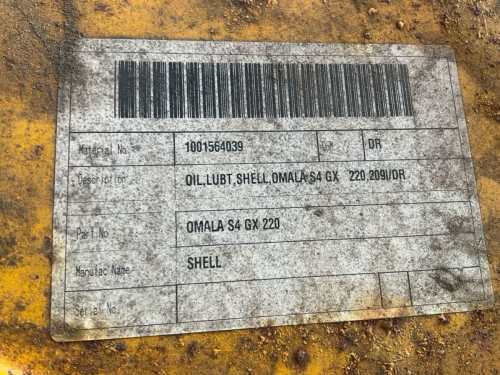 Material No. 1001564039 UoM DR
Description OIL,LUBT,SHELL,OMALA S4 GX 220,209l/DR
Part No OMALA S4 GX 220
Manufac Name SHELL
Serial No.